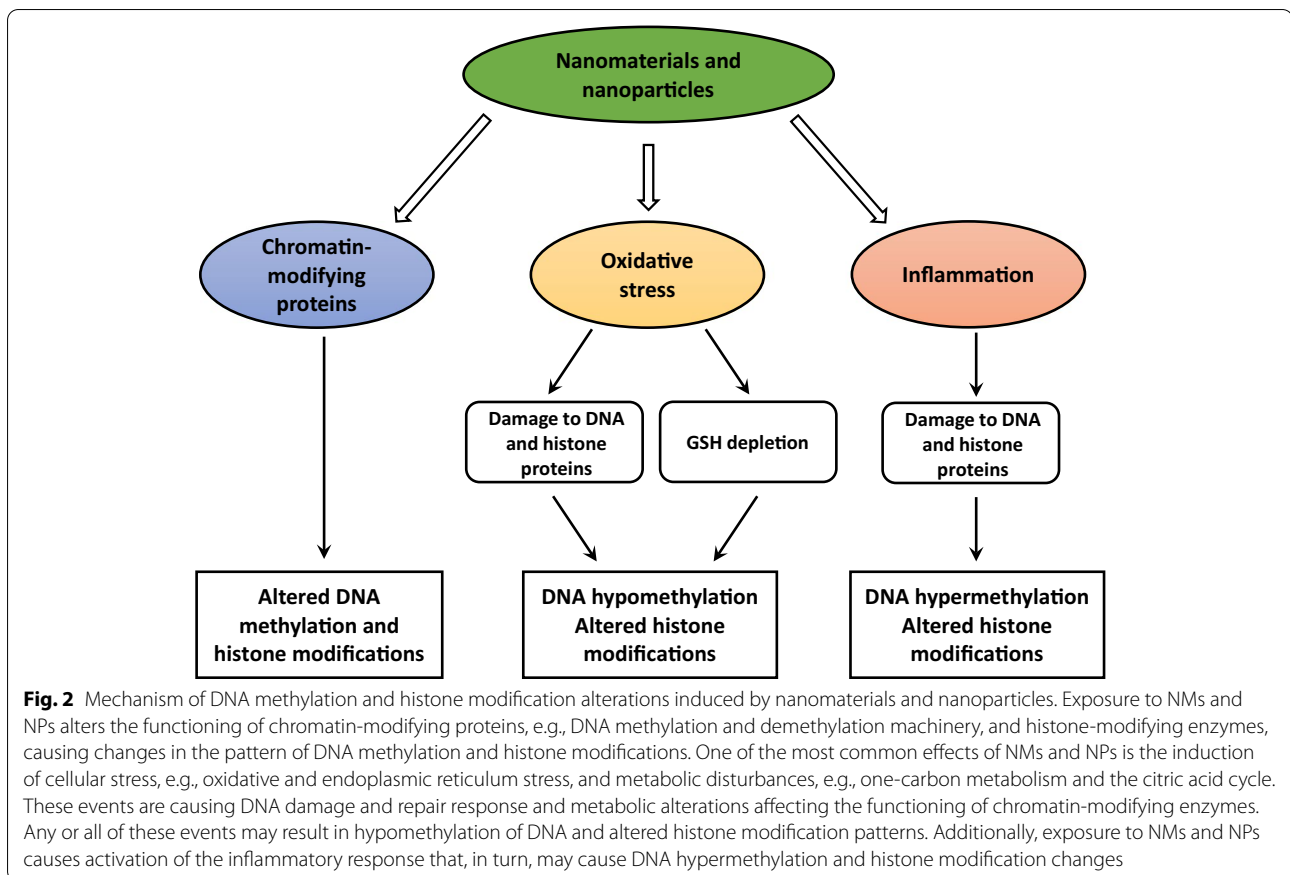 Nanomaterials and
nanoparticles
Chromatin-
modifying
proteins
Oxidative
stress
Inflammation
Damage to DNA
and histone
proteins
GSH depletion
Damage to DNA
and histone
proteins
Altered DNA
methylation and
histone modifications
DNA hypomethylation
Altered histone
modifications
DNA hypermethylation
Altered histone
modifications
Fig. 2 Mechanism of DNA methylation and histone modification alterations induced by nanomaterials and nanoparticles. Exposure to NMs and
NPs alters the functioning of chromatin-modifying proteins, e.g., DNA methylation and demethylation machinery, and histone-modifying enzymes,
causing changes in the pattern of DNA methylation and histone modifications. One of the most common effects of NMs and NPs is the induction
of cellular stress, e.g., oxidative and endoplasmic reticulum stress, and metabolic disturbances, e.g., one-carbon metabolism and the citric acid cycle.
These events are causing DNA damage and repair response and metabolic alterations affecting the functioning of chromatin-modifying enzymes.
Any or all of these events may result in hypomethylation of DNA and altered histone modification patterns. Additionally, exposure to NMs and NPs
causes activation of the inflammatory response that, in turn, may cause DNA hypermethylation and histone modification changes